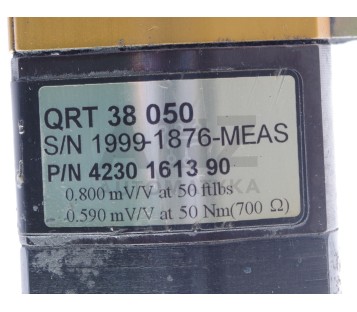 QRT 38 050
S/N 1999-1876-MEAS
P/N 4230 1613 90
0.800 mV/V at 50 ftlbs
0.590 mV/V at 50 Nm(700 Ω)